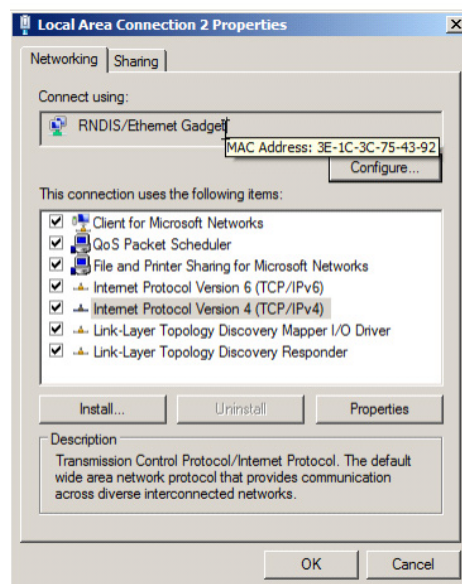 Local Area Connection 2 Properties
Networking
Sharing
Connect using:
RNDIS/Ethernet Gadget
MAC Address: 3E-1C-3C-75-43-92
Configure...
This connection uses the following items:
Client for Microsoft Networks
QoS Packet Scheduler
File and Printer Sharing for Microsoft Networks
Internet Protocol Version 6 (TCP/IPv6)
Internet Protocol Version 4 (TCP/IPv4)
Link-Layer Topology Discovery Mapper I/O Driver
Link-Layer Topology Discovery Responder
Install...
Uninstall
Properties
Description
Transmission Control Protocol/Internet Protocol. The default
wide area network protocol that provides communication
across diverse interconnected networks.
OK
Cancel